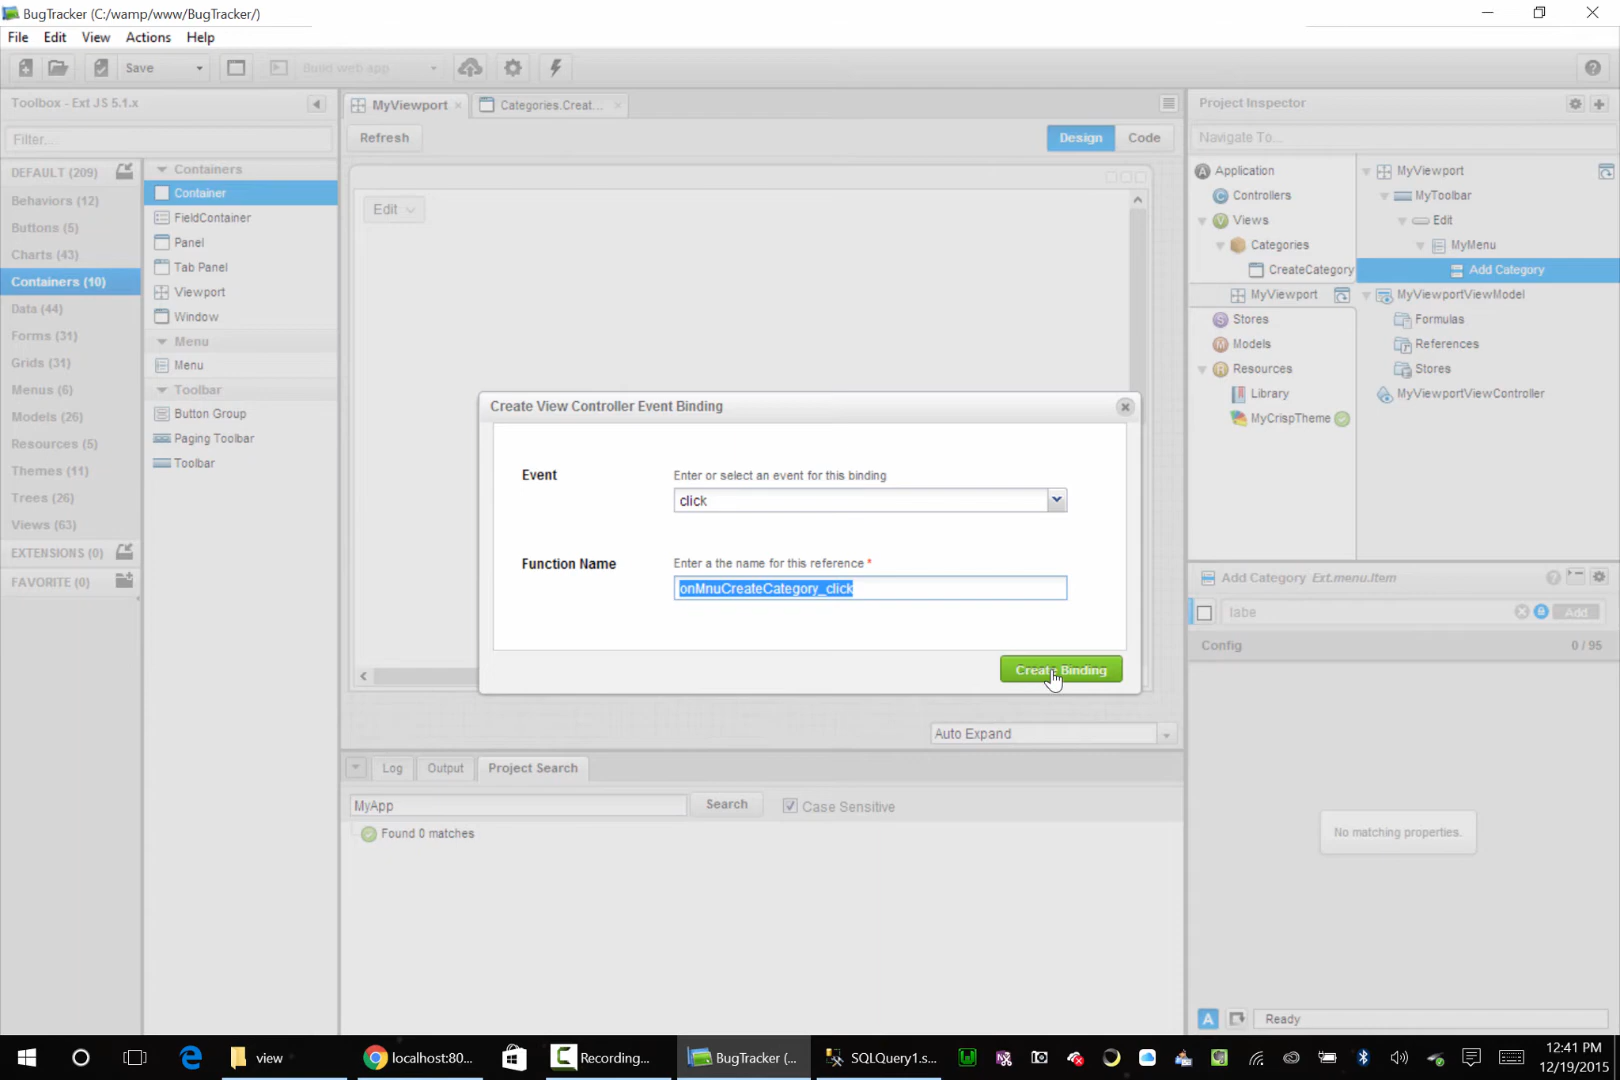 BugTracker (C:/wamp/www/BugTracker/)
File Edit View Actions Help
Save Build web app
Toolbox - Ext JS 5.1.x
Filter...
DEFAULT (209)
Behaviors (12)
Buttons (5)
Charts (43)
Containers (10)
Data (44)
Forms (31)
Grids (31)
Menus (6)
Models (26)
Resources (5)
Themes (11)
Trees (26)
Views (63)
EXTENSIONS (0)
FAVORITE (0)
Containers
Container
FieldContainer
Panel
Tab Panel
Viewport
Window
Menu
Menu
Toolbar
Button Group
Paging Toolbar
Toolbar
MyViewport Categories.Creat...
Refresh Design Code
Edit
Create View Controller Event Binding
Event Enter or select an event for this binding
click
Function Name Enter a the name for this reference *
onMnuCreateCategory_click
Create Binding
Auto Expand
Log Output Project Search
MyApp Search Case Sensitive
Found 0 matches
Project Inspector
Navigate To...
Application
Controllers
Views
Categories
CreateCategory
MyViewport
Stores
Models
Resources
Library
MyCrispTheme
MyViewport
MyToolbar
Edit
MyMenu
Add Category
MyViewportViewModel
Formulas
References
Stores
MyViewportViewController
Add Category Ext.menu.Item
labe Add
Config 0 / 95
No matching properties.
Ready
view localhost:80... Recording... BugTracker (... SQLQuery1.s... 12:41 PM
12/19/2015